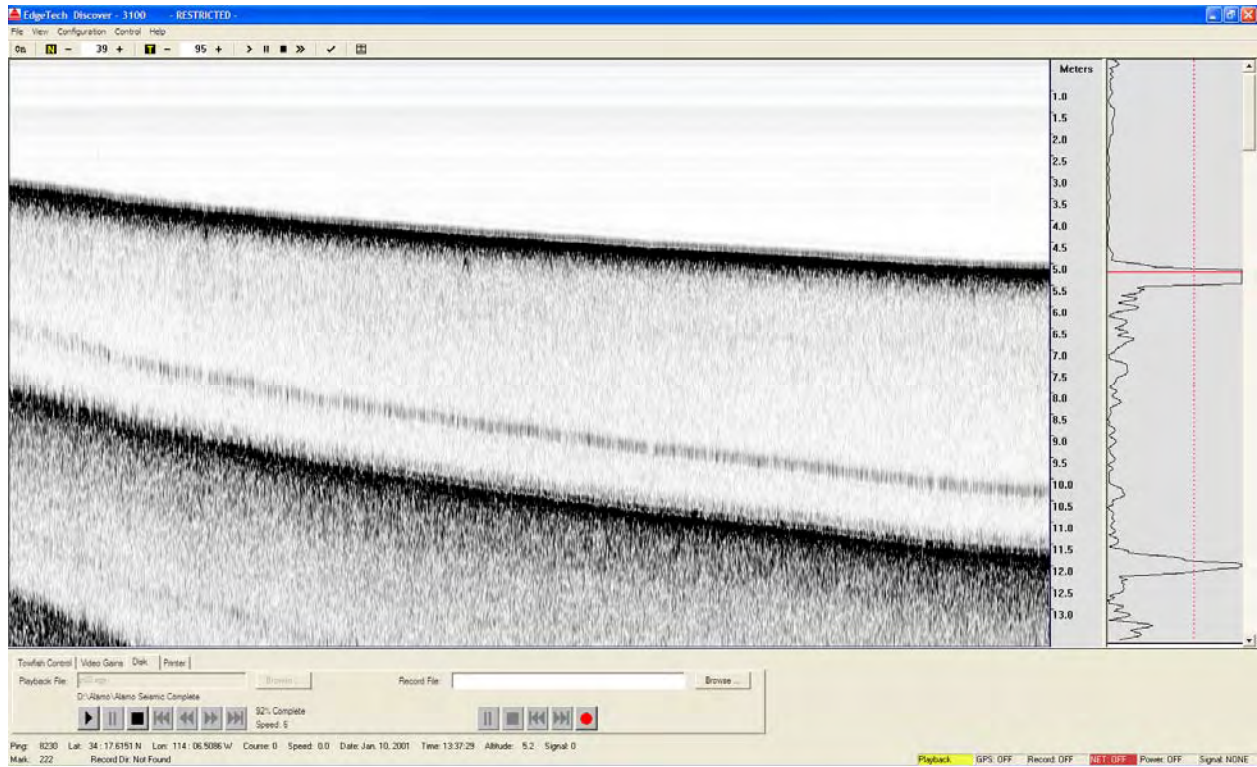 EdgeTech Discover - 3100 - RESTRICTED -
File View Configuration Control Help
On N - 39 + T - 95 +
Meters
1.0
1.5
2.0
2.5
3.0
3.5
4.0
4.5
5.0
5.5
6.0
6.5
7.0
7.5
8.0
8.5
9.0
9.5
10.0
10.5
11.0
11.5
12.0
12.5
13.0
Towfish Control Video Gains Disk Printer
Playback File: Browse ... Record File: Browse ...
D:\Alamo\Alamo Seismic Complete
92% Complete
Speed: 6
Ping: 8230 Lat: 34 : 17.6151 N Lon: 114 : 06.5086 W Course: 0 Speed: 0.0 Date: Jan. 10, 2001 Time: 13:37:29 Altitude: 5.2 Signal: 0
Mark: 222 Record Dir: Not Found Playback GPS: OFF Record: OFF NET: OFF Power: OFF Signal: NONE